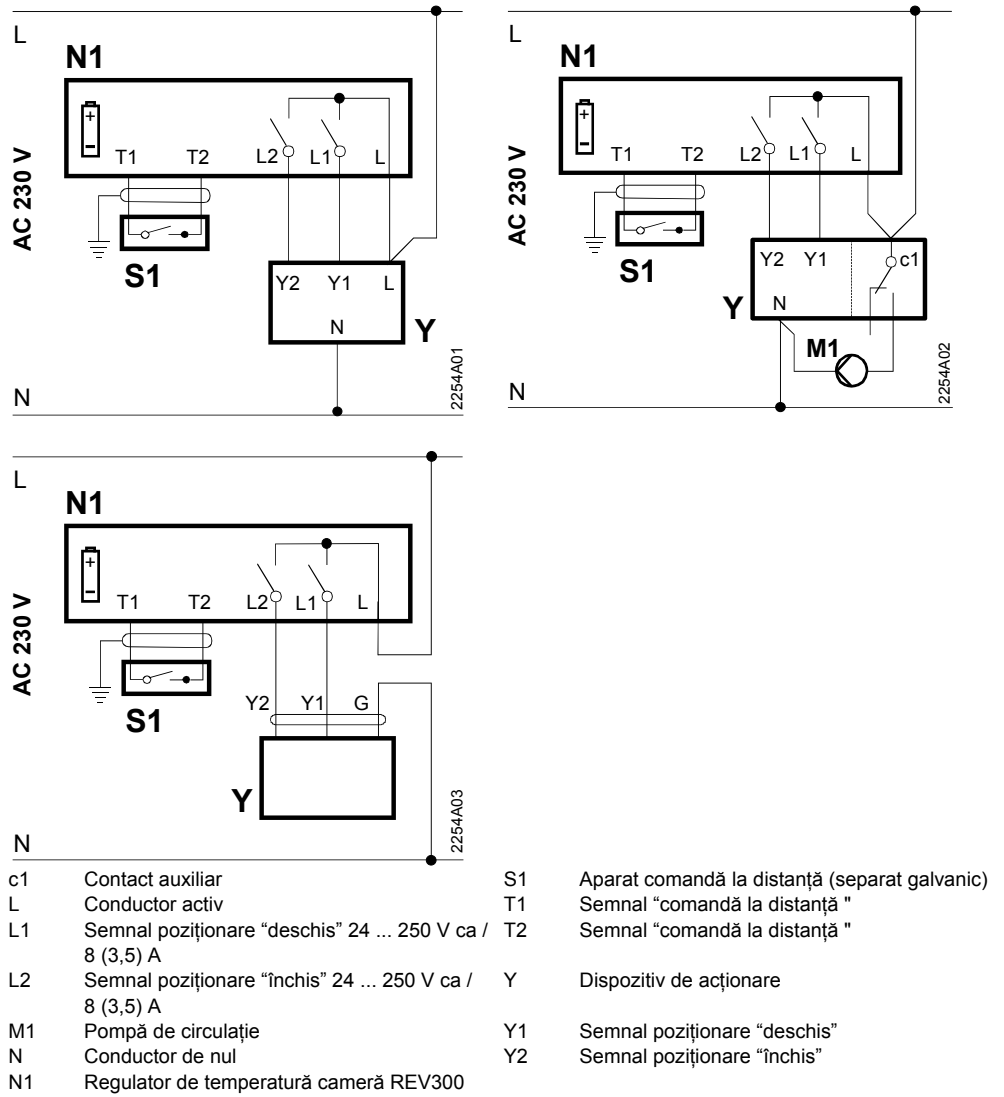 L
N1
AC 230 V
+
-
T1 T2 L2 L1 L
S1
Y2 Y1 L
N
Y
N
2254A01
L
N1
AC 230 V
+
-
T1 T2 L2 L1 L
S1
Y2 Y1 c1
N
Y
M1
N
2254A02
L
N1
AC 230 V
+
-
T1 T2 L2 L1 L
S1
Y2 Y1 G
Y
N
2254A03
c1 Contact auxiliar
L Conductor activ
L1 Semnal poziționare “deschis” 24 ... 250 V ca /
8 (3,5) A
L2 Semnal poziționare “închis” 24 ... 250 V ca /
8 (3,5) A
M1 Pompă de circulație
N Conductor de nul
N1 Regulator de temperatură cameră REV300
S1 Aparat comandă la distanță (separat galvanic)
T1 Semnal “comandă la distanță "
T2 Semnal “comandă la distanță "
Y Dispozitiv de acționare
Y1 Semnal poziționare “deschis”
Y2 Semnal poziționare “închis”